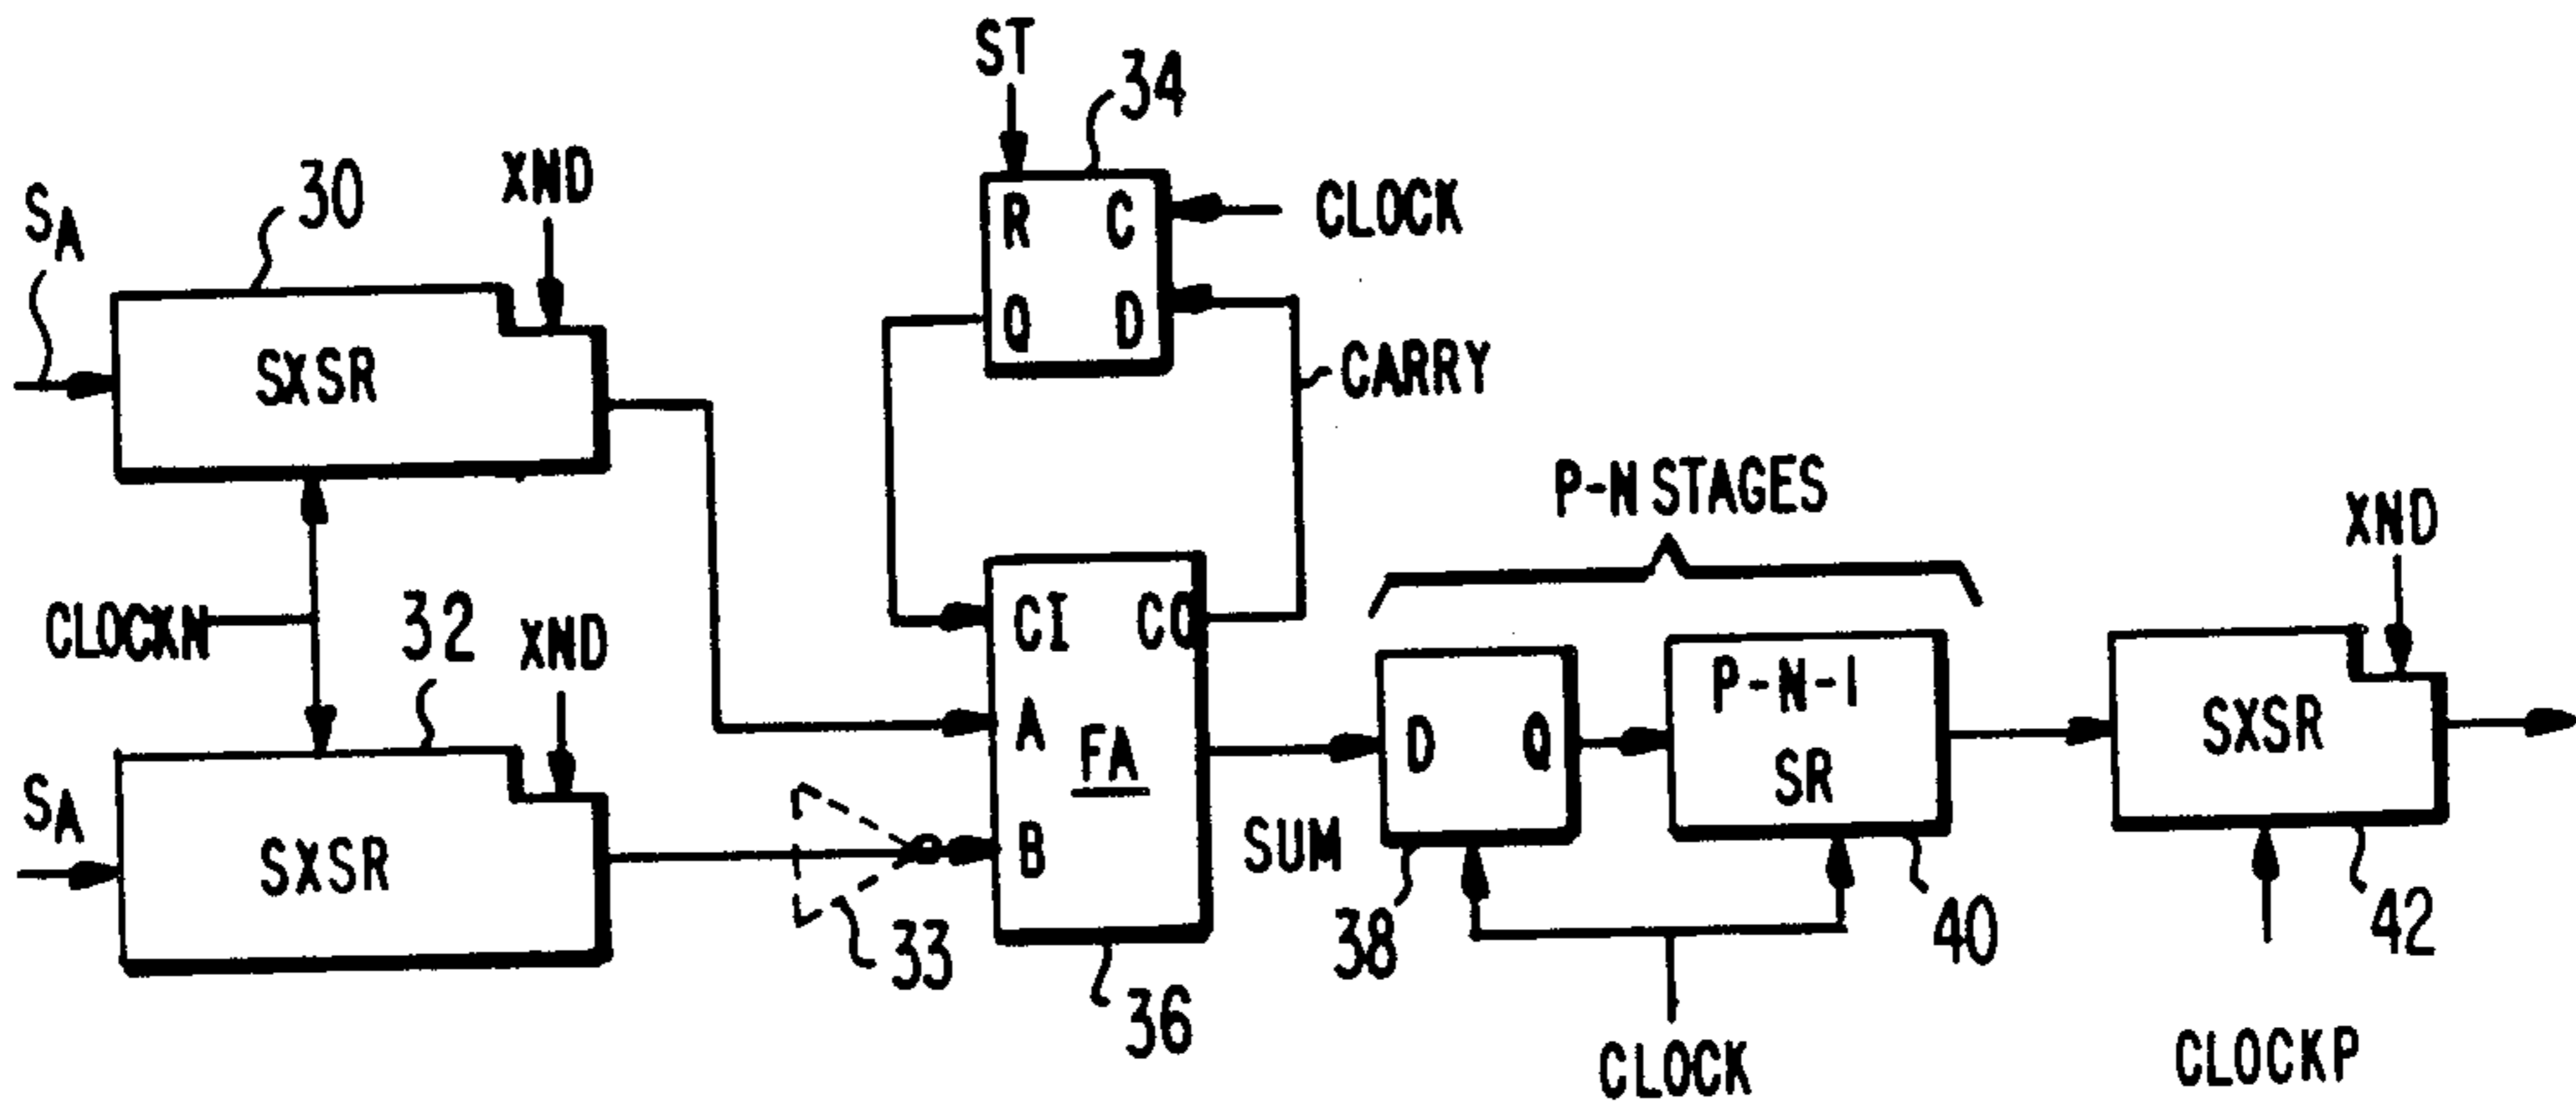 ST
34
XND
30
SA
R C
CLOCK
Q D
SXSR
CARRY
P-N STAGES
XND
CLOCKXN
32
XND
CI CO
P-N-1
SR
A
FA
D Q
SXSR
SA
SXSR
B
SUM
33
38
40
42
36
CLOCK
CLOCKP